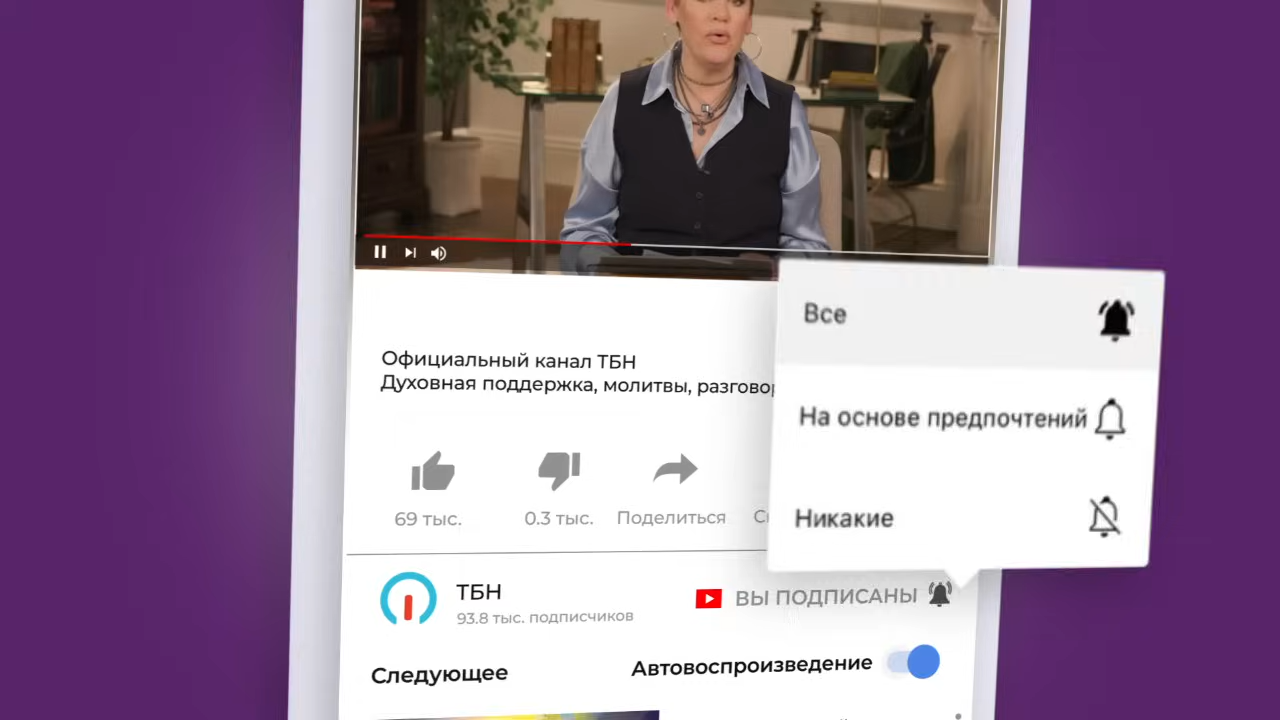 Официальный канал ТБН
Духовная поддержка, молитвы,
Все
На основе предпочтений
Никакие
69 тыс.
0.3 тыс.
Поделиться
ТБН
93.8 тыс. подписчиков
ВЫ ПОДПИСАНЫ
Следующее
Автовоспроизведение